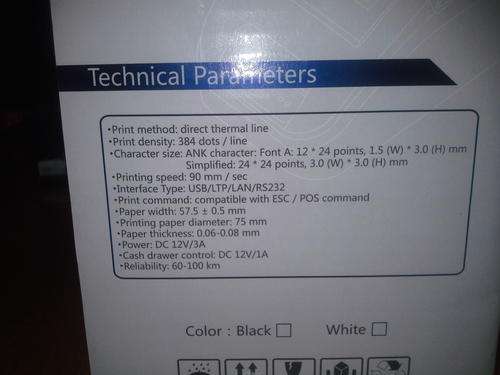 Technical Parameters
•Print method: direct thermal line
•Print density: 384 dots / line
•Character size: ANK character: Font A: 12 * 24 points, 1.5 (W) * 3.0 (H) mm
Simplified: 24 * 24 points, 3.0 (W) * 3.0 (H) mm
•Printing speed: 90 mm / sec
•Interface Type: USB/LTP/LAN/RS232
•Print command: compatible with ESC / POS command
•Paper width: 57.5 ± 0.5 mm
•Printing paper diameter: 75 mm
•Paper thickness: 0.06-0.08 mm
•Power: DC 12V/3A
•Cash drawer control: DC 12V/1A
•Reliability: 60-100 km
Color : Black □ White □